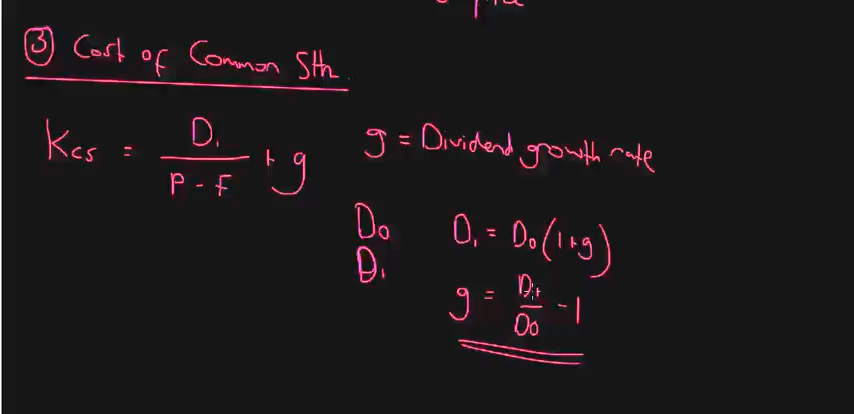 ③ Cost of Common Stk.
Kcs = D₁ / (P - F) + g
g = Dividend growth rate
D₀
D₁
D₁ = D₀(1+g)
g = D₁/D₀ - 1